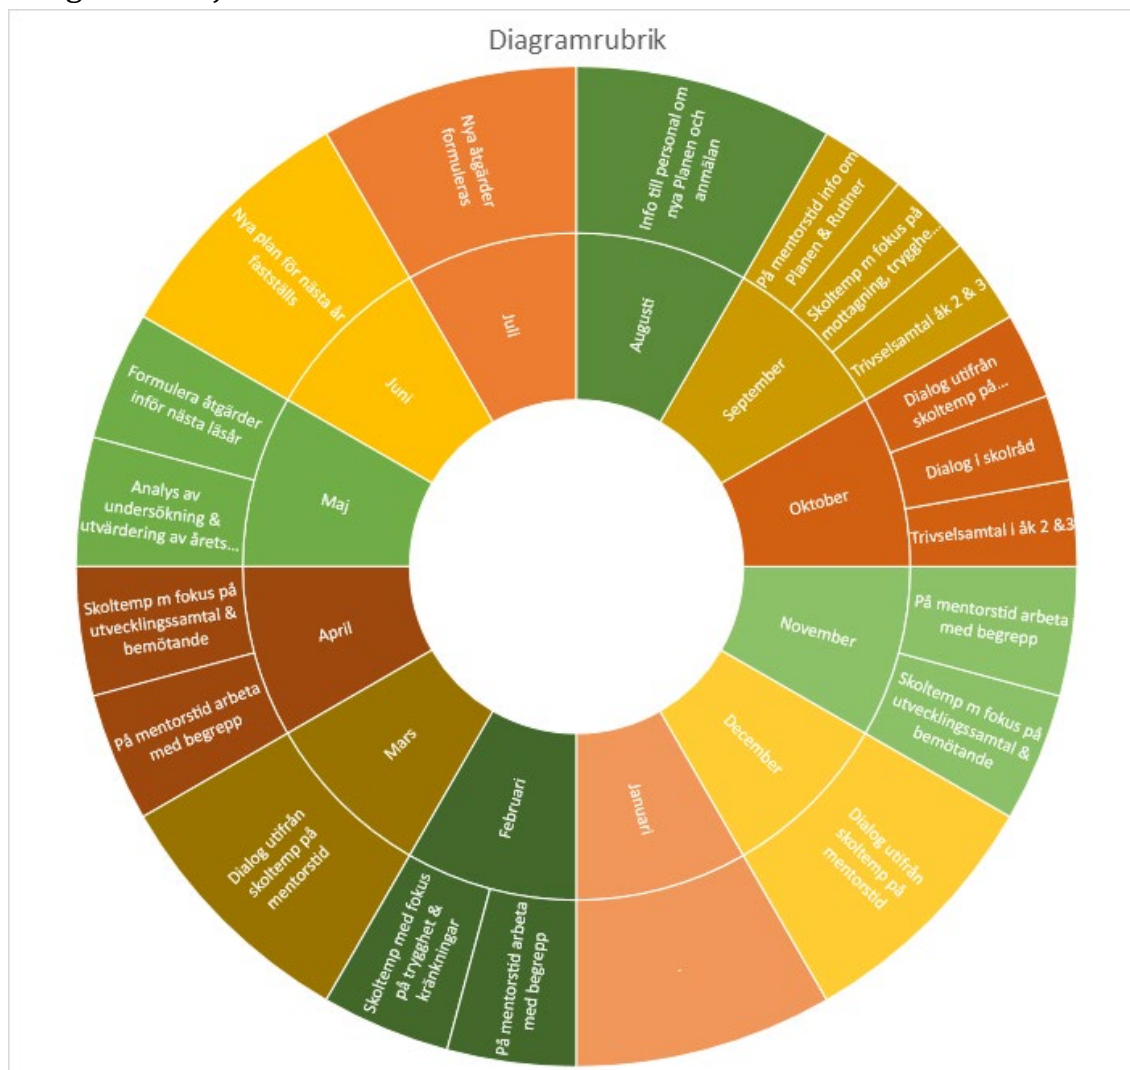 Diagramrubrik
Augusti
Info till personal om
nya Planen och
anmälan
September
På mentorstid info om
Planen & Rutiner
Skoltemp m fokus på
mottagning, trygghe...
Trivselsamtal åk 2 & 3
Oktober
Dialog utifrån
skoltemp på...
Dialog i skolråd
Trivselsamtal i åk 2 &3
November
På mentorstid arbeta
med begrepp
Skoltemp m fokus på
utvecklingssamtal &
bemötande
December
Dialog utifrån
skoltemp på
mentorstid
Januari
.
Februari
På mentorstid arbeta
med begrepp
Skoltemp med fokus
på trygghet &
kränkningar
Mars
Dialog utifrån
skoltemp på
mentorstid
April
På mentorstid arbeta
med begrepp
Skoltemp m fokus på
utvecklingssamtal &
bemötande
Maj
Analys av
undersökning &
utvärdering av årets...
Formulera åtgärder
inför nästa läsår
Juni
Nya plan för nästa år
fastställs
Juli
Nya åtgärder
formuleras